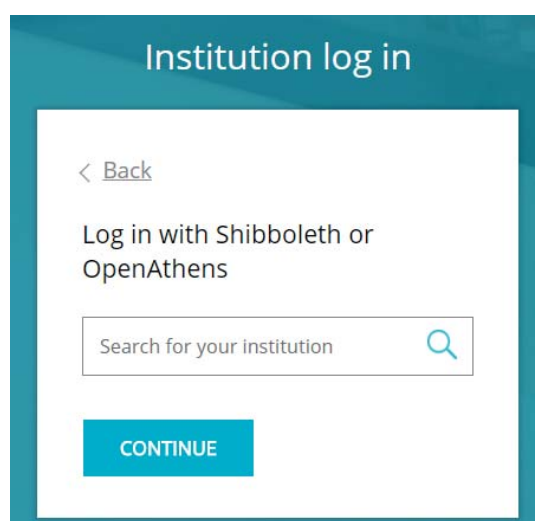 Institution log in
< Back
Log in with Shibboleth or
OpenAthens
Search for your institution
CONTINUE